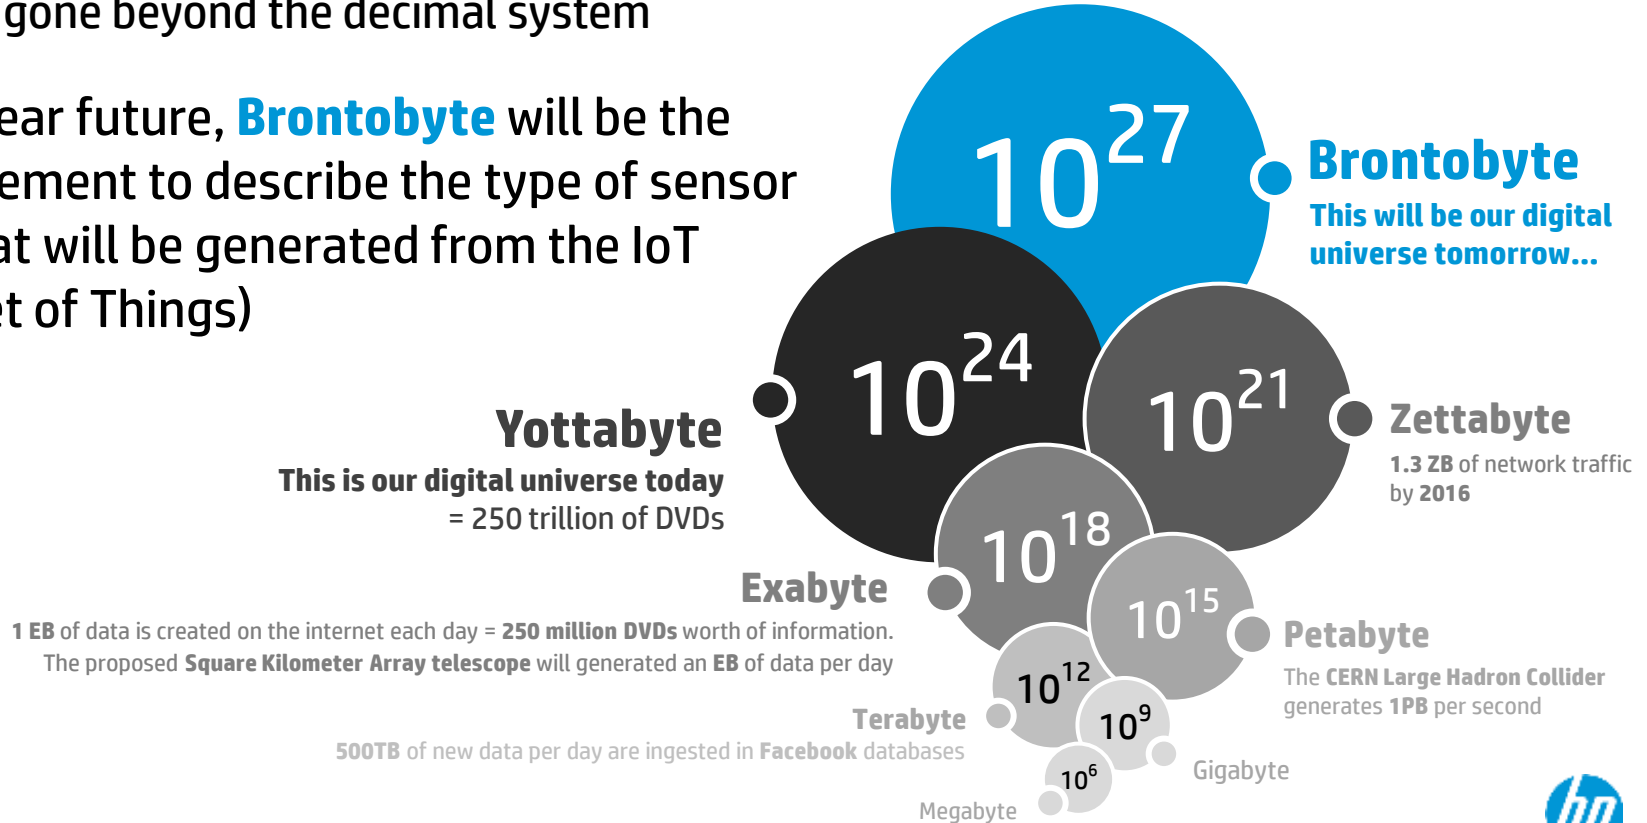 gone beyond the decimal system
ear future, Brontobyte will be the
ement to describe the type of sensor
at will be generated from the IoT
et of Things)
10^27
Brontobyte
This will be our digital
universe tomorrow...
10^24
Yottabyte
This is our digital universe today
= 250 trillion of DVDs
10^21
Zettabyte
1.3 ZB of network traffic
by 2016
10^18
Exabyte
1 EB of data is created on the internet each day = 250 million DVDs worth of information.
The proposed Square Kilometer Array telescope will generated an EB of data per day
10^15
Petabyte
The CERN Large Hadron Collider
generates 1PB per second
10^12
Terabyte
500TB of new data per day are ingested in Facebook databases
10^9
Gigabyte
10^6
Megabyte
hp